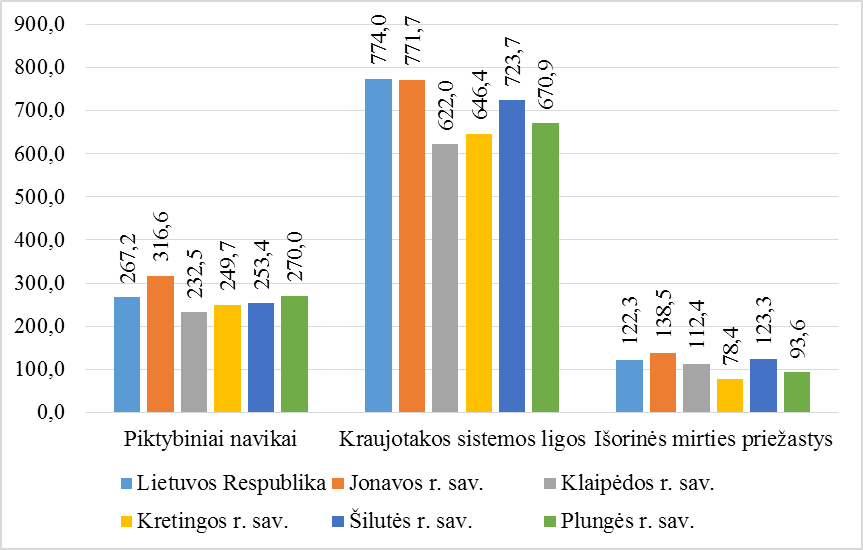 900,0
800,0
700,0
600,0
500,0
400,0
300,0
200,0
100,0
0,0
267,2 316,6 232,5 249,7 253,4 270,0
774,0 771,7 622,0 646,4 723,7 670,9
122,3 138,5 112,4 78,4 123,3 93,6
Piktybiniai navikai Kraujotakos sistemos ligos Išorinės mirties priežastys
Lietuvos Respublika Jonavos r. sav. Klaipėdos r. sav.
Kretingos r. sav. Šilutės r. sav. Plungės r. sav.